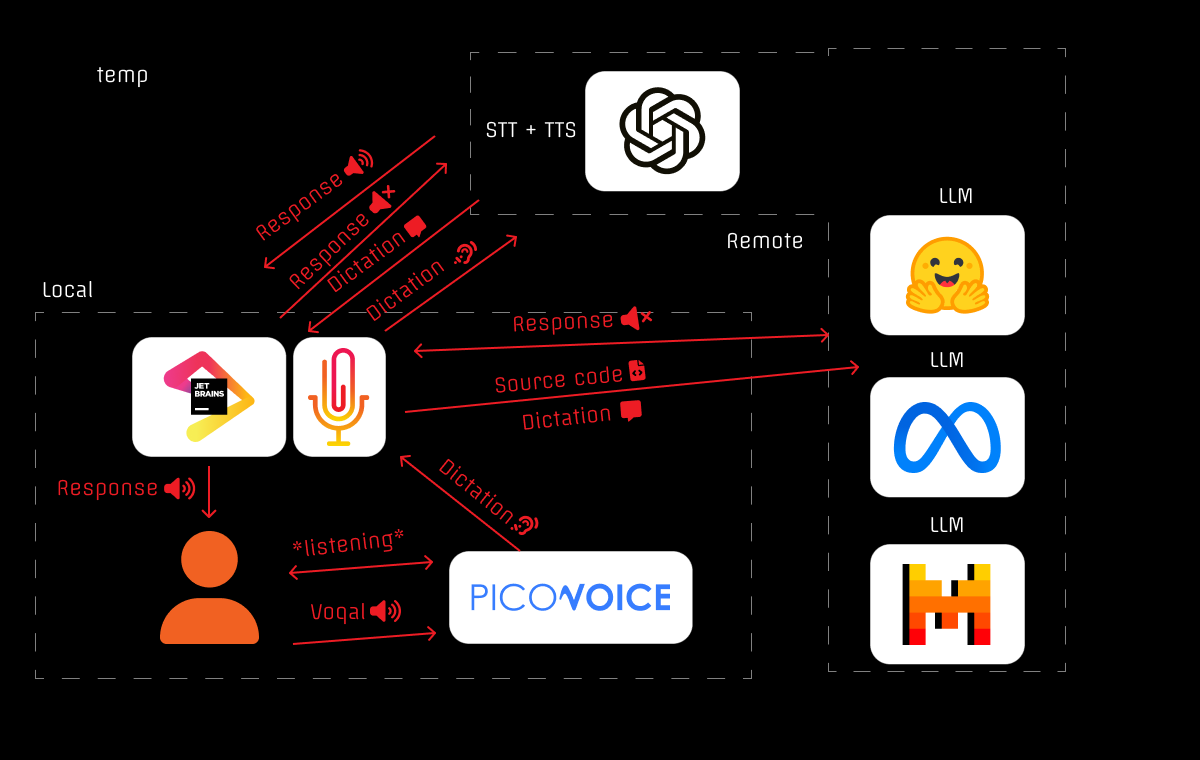 temp
STT + TTS
LLM
Remote
Response
Response
Dictation
Dictation
Local
Response
JET
BRAINS
Source code
LLM
Dictation
Response
Dictation
*listening*
LLM
Voqal
PICOVOICE